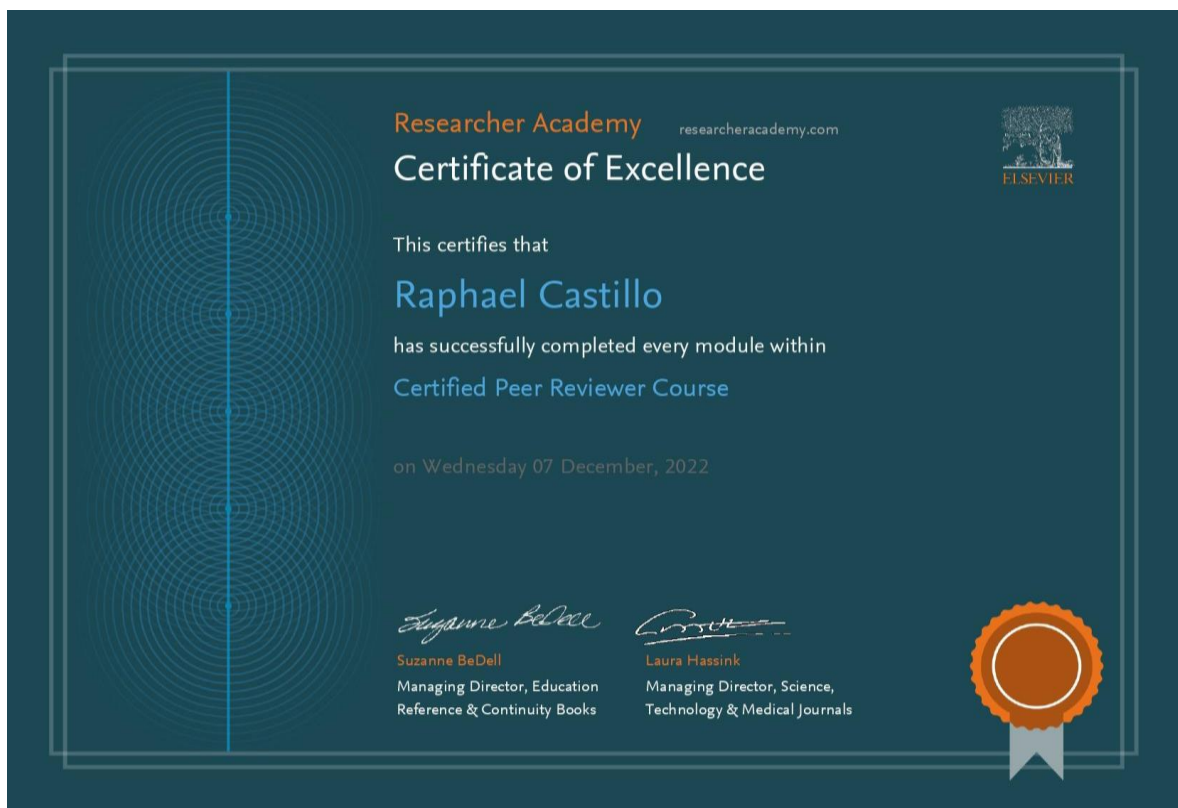 Researcher Academy researcheracademy.com
Certificate of Excellence
ELSEVIER
This certifies that
Raphael Castillo
has successfully completed every module within
Certified Peer Reviewer Course
on Wednesday 07 December, 2022
Suzanne BeDell
Suzanne BeDell
Managing Director, Education
Reference & Continuity Books
Laura Hassink
Managing Director, Science,
Technology & Medical Journals